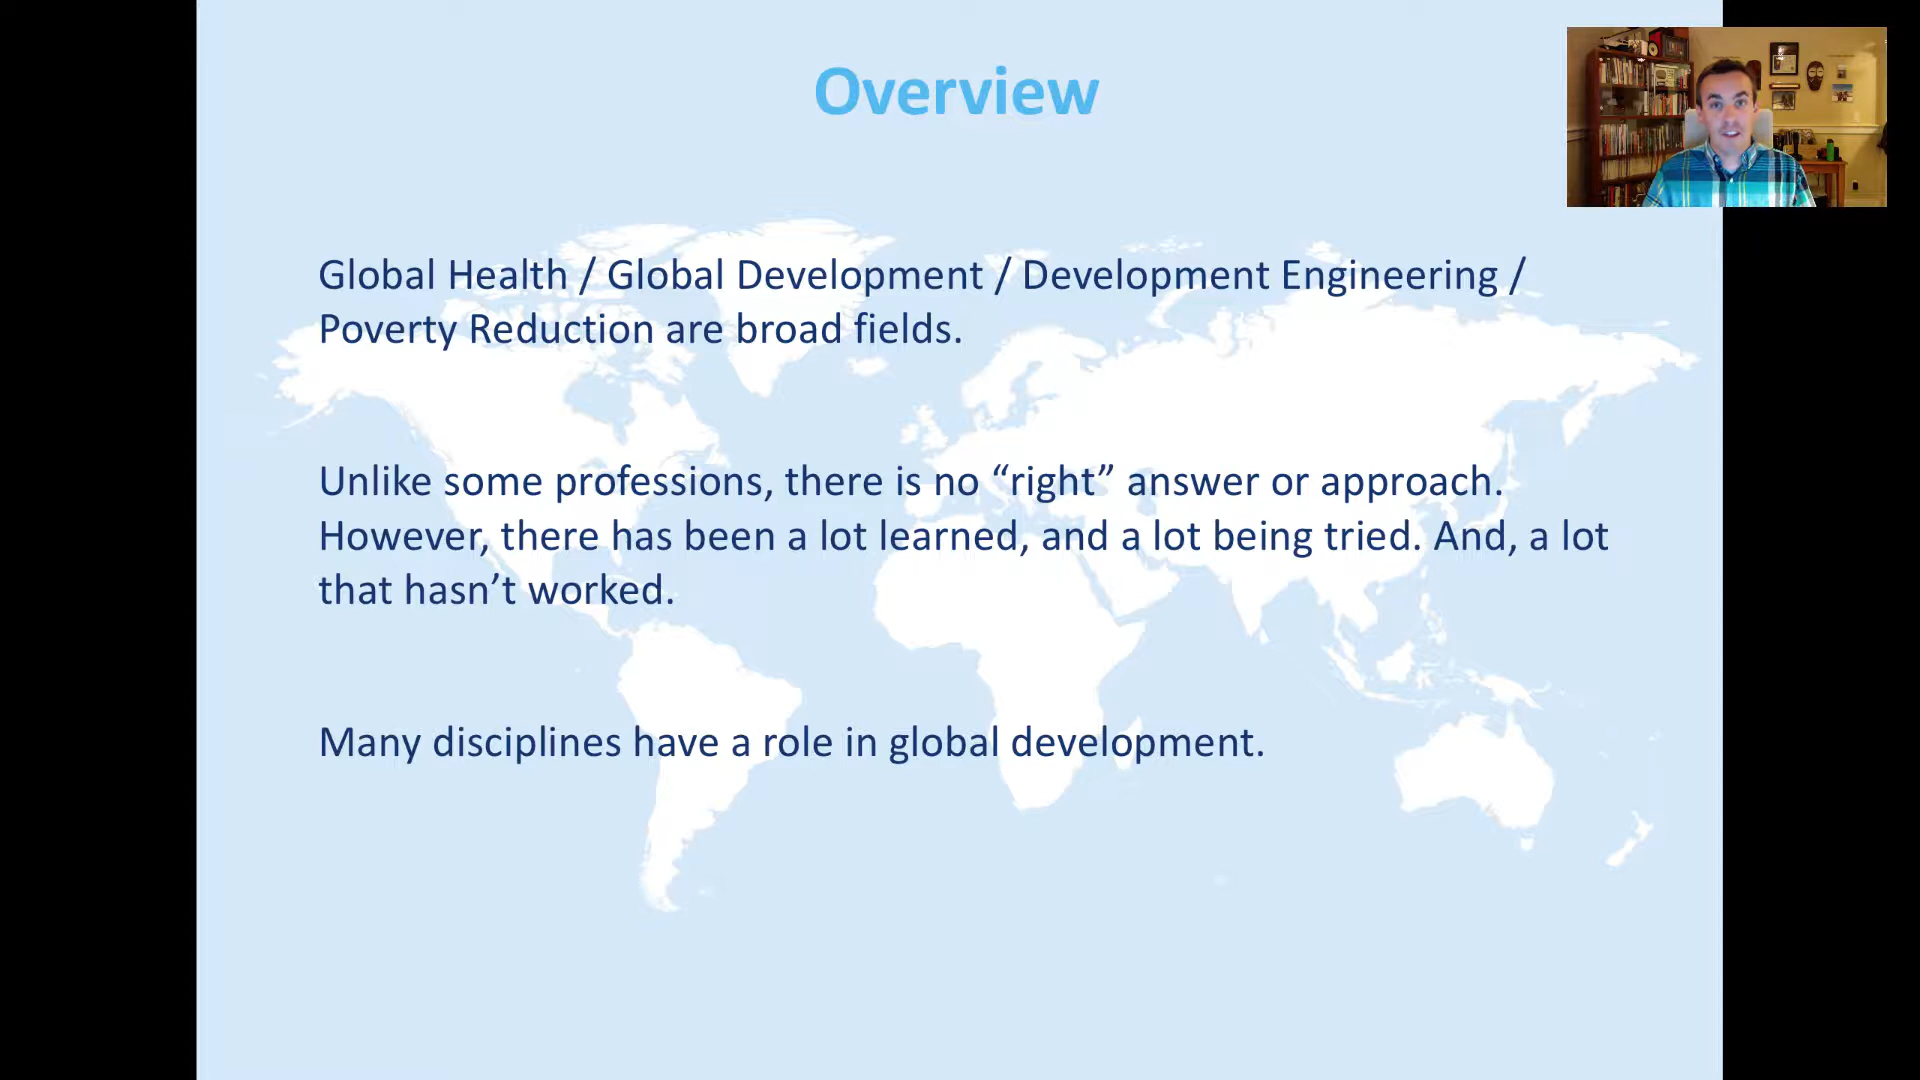 Overview
Global Health / Global Development / Development Engineering /
Poverty Reduction are broad fields.
Unlike some professions, there is no “right” answer or approach.
However, there has been a lot learned, and a lot being tried. And, a lot
that hasn’t worked.
Many disciplines have a role in global development.